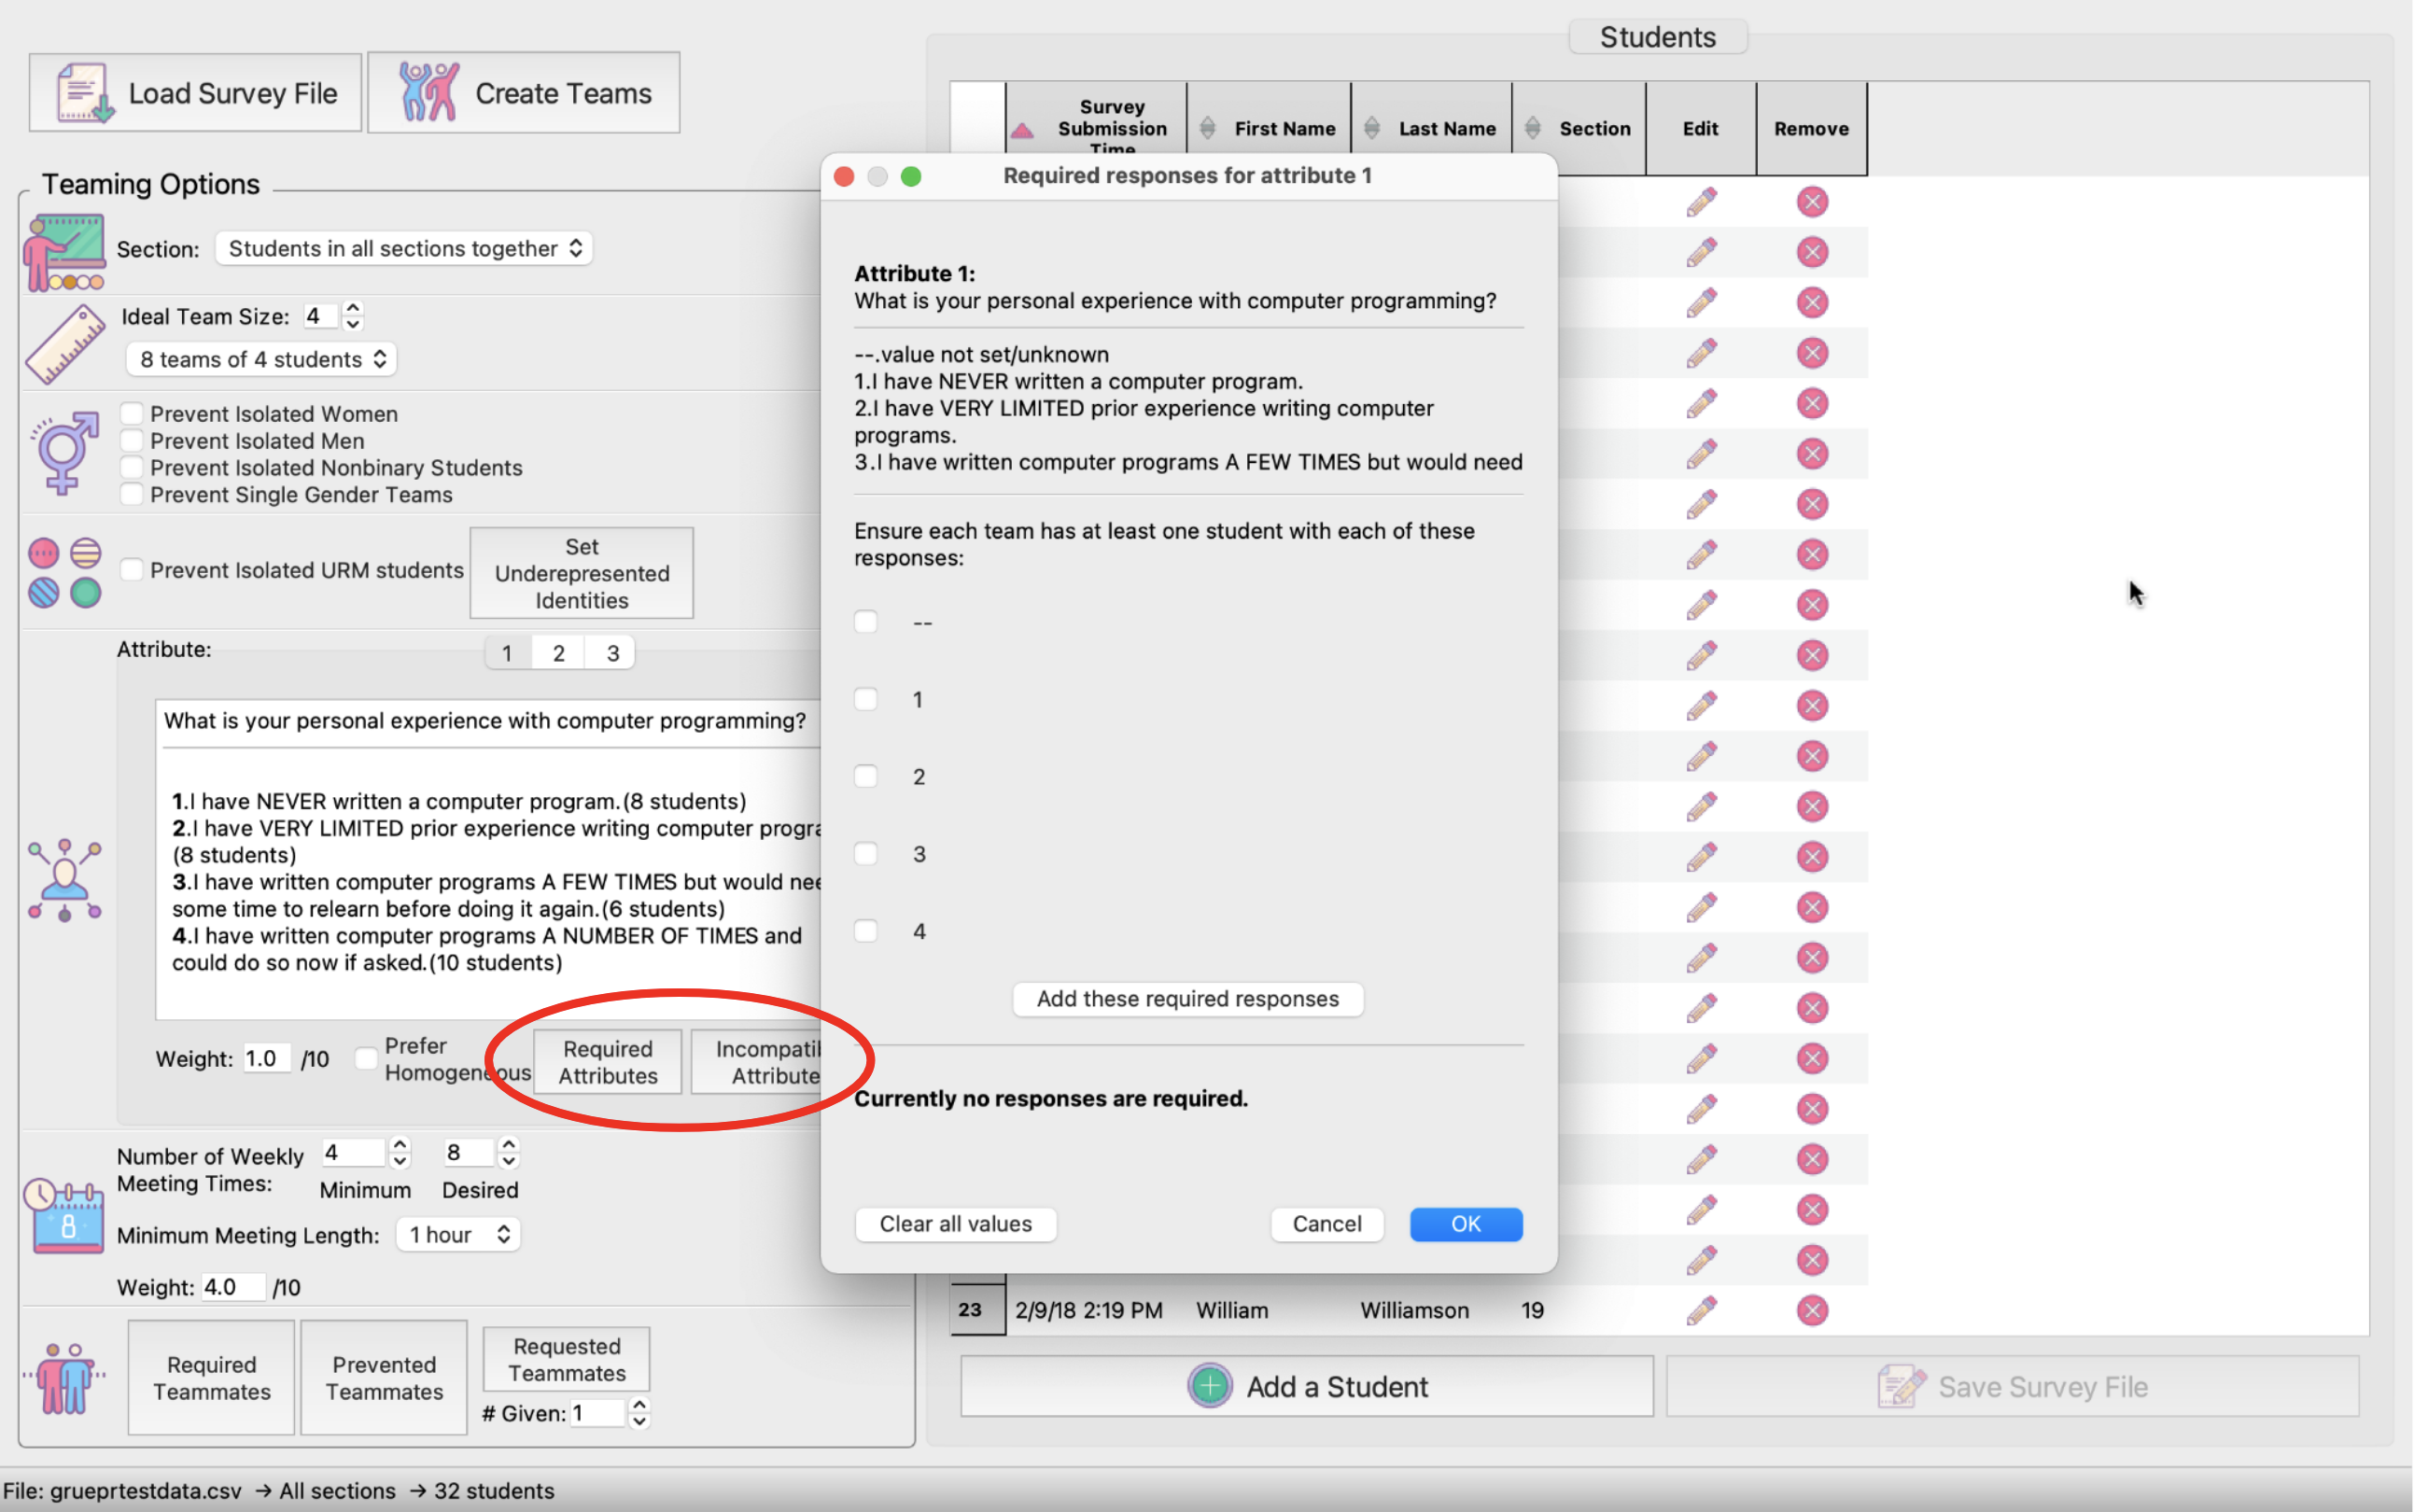 Students
Load Survey File
Create Teams
Survey
Submission
Time
First Name
Last Name
Section
Edit
Remove
Teaming Options
Section:
Students in all sections together
Ideal Team Size:
4
8 teams of 4 students
Prevent Isolated Women
Prevent Isolated Men
Prevent Isolated Nonbinary Students
Prevent Single Gender Teams
Prevent Isolated URM students
Set
Underepresented
Identities
Attribute:
1 2 3
What is your personal experience with computer programming?
1.I have NEVER written a computer program.(8 students)
2.I have VERY LIMITED prior experience writing computer progra
(8 students)
3.I have written computer programs A FEW TIMES but would nee
some time to relearn before doing it again.(6 students)
4.I have written computer programs A NUMBER OF TIMES and
could do so now if asked.(10 students)
Weight: 1.0 /10
Prefer
Homogeneous
Required
Attributes
Incompati
Attribute
Number of Weekly
Meeting Times:
4
Minimum
8
Desired
Minimum Meeting Length: 1 hour
8
Weight: 4.0 /10
Required
Teammates
Prevented
Teammates
Requested
Teammates
# Given: 1
Required responses for attribute 1
Attribute 1:
What is your personal experience with computer programming?
--.value not set/unknown
1.I have NEVER written a computer program.
2.I have VERY LIMITED prior experience writing computer
programs.
3.I have written computer programs A FEW TIMES but would need
Ensure each team has at least one student with each of these
responses:
--
1
2
3
4
Add these required responses
Currently no responses are required.
Clear all values
Cancel
OK
23 2/9/18 2:19 PM William Williamson 19
Add a Student
Save Survey File
File: grueprtestdata.csv → All sections → 32 students